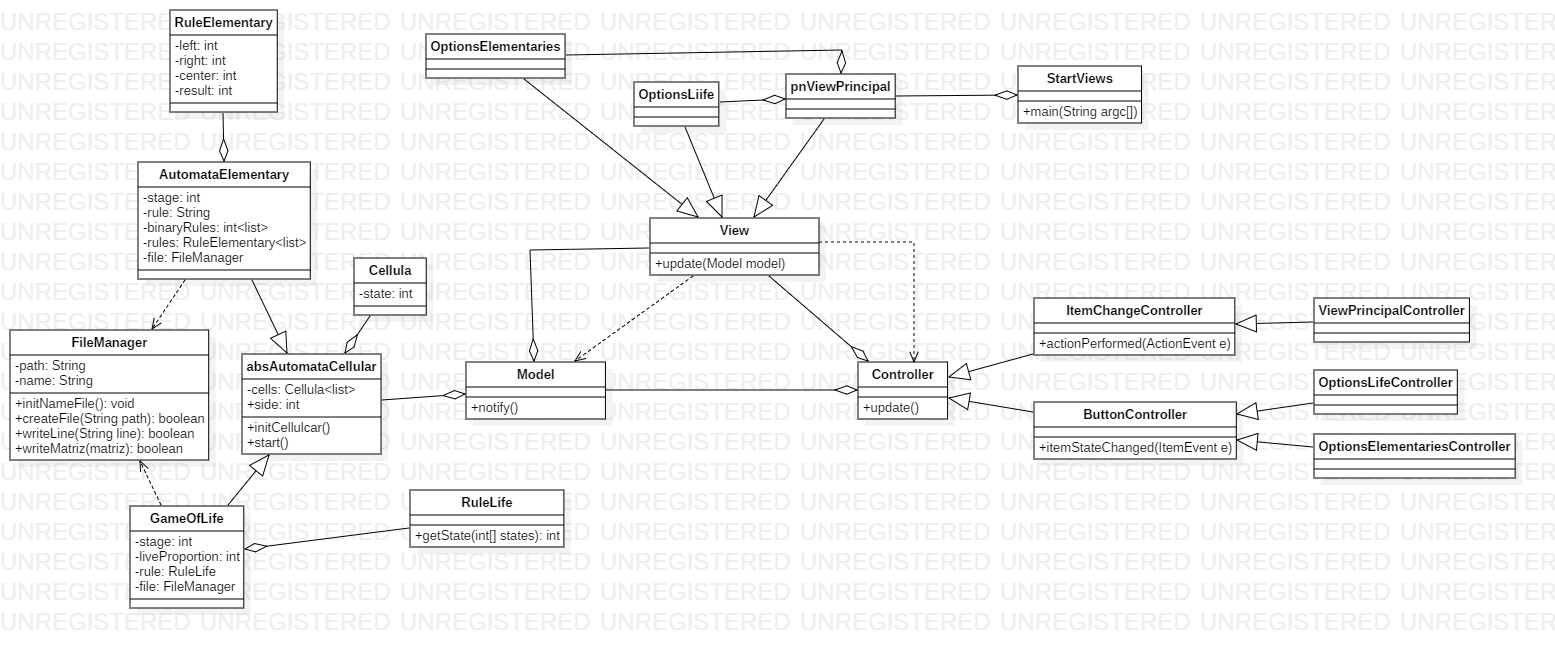 RuleElementary
-left: int
-right: int
-center: int
-result: int
OptionsElementaries
OptionsLiife
pnViewPrincipal
StartViews
+main(String argc[])
AutomataElementary
-stage: int
-rule: String
-binaryRules: int<list>
-rules: RuleElementary<list>
-file: FileManager
View
+update(Model model)
Cellula
-state: int
FileManager
-path: String
-name: String
+initNameFile(): void
+createFile(String path): boolean
+writeLine(String line): boolean
+writeMatriz(matriz): boolean
absAutomataCellular
-cells: Cellula<list>
+side: int
+initCellulcar()
+start()
Model
+notify()
Controller
+update()
ItemChangeController
+actionPerformed(ActionEvent e)
ViewPrincipalController
ButtonController
+itemStateChanged(ItemEvent e)
OptionsLifeController
OptionsElementariesController
GameOfLife
-stage: int
-liveProportion: int
-rule: RuleLife
-file: FileManager
RuleLife
+getState(int[] states): int
UNREGISTERED